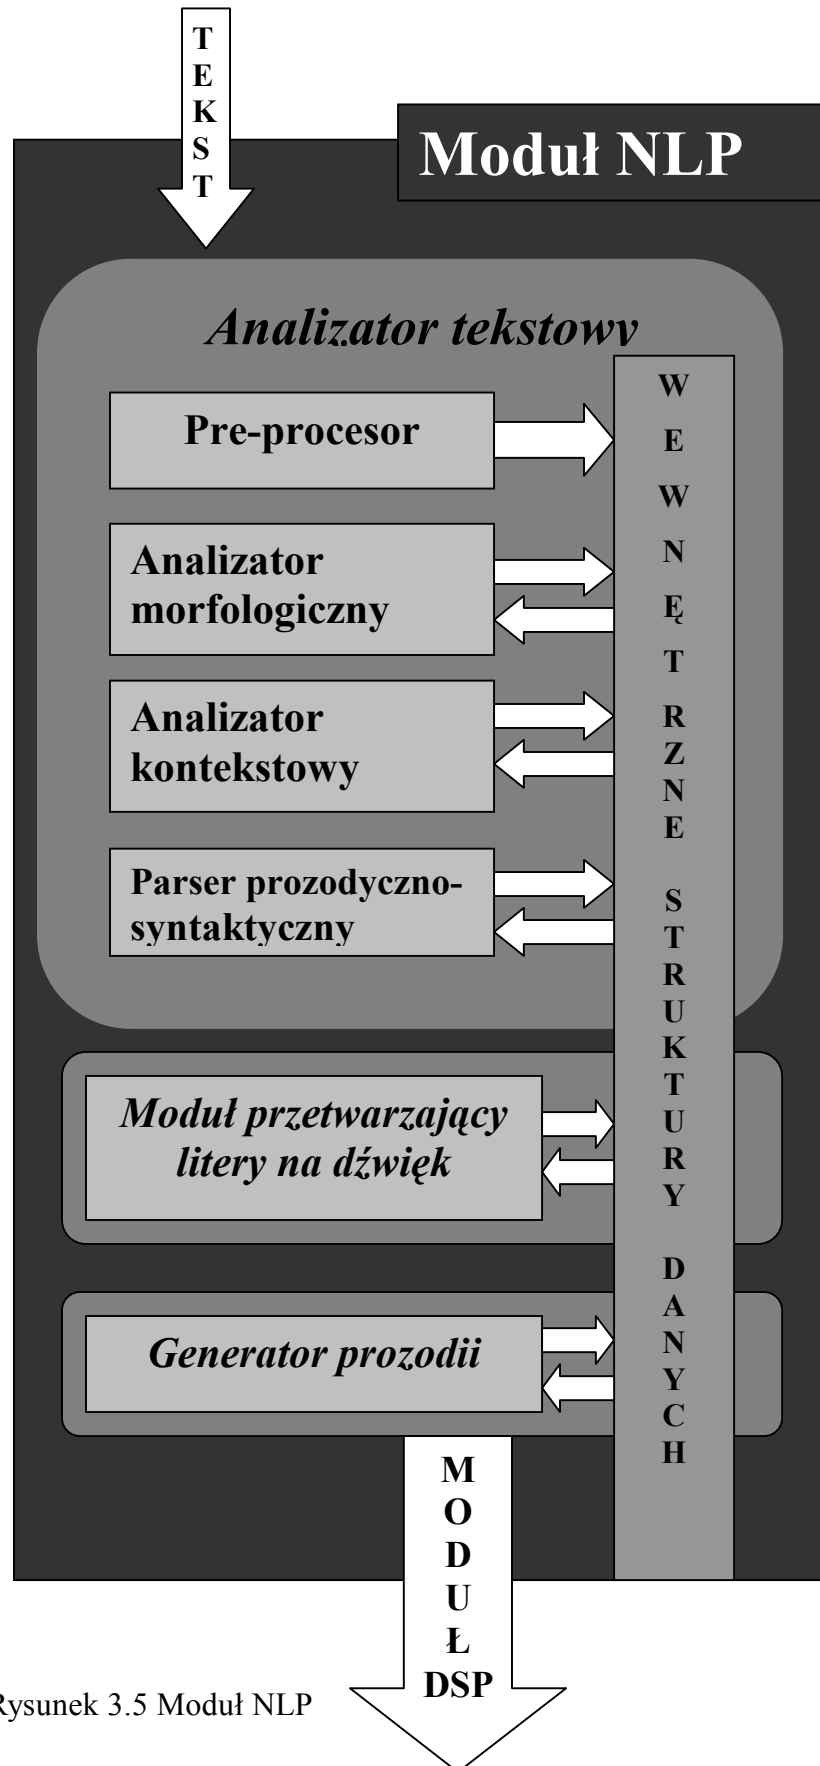 TEKST
Moduł NLP
Analizator tekstowy
Pre-procesor
Analizator
morfologiczny
Analizator
kontekstowy
Parser prozodyczno-
syntaktyczny
WEWNĘTRZNE STRUKTURY DANYCH
Moduł przetwarzający
litery na dźwięk
Generator prozodii
MODUŁ
DSP
Rysunek 3.5 Moduł NLP